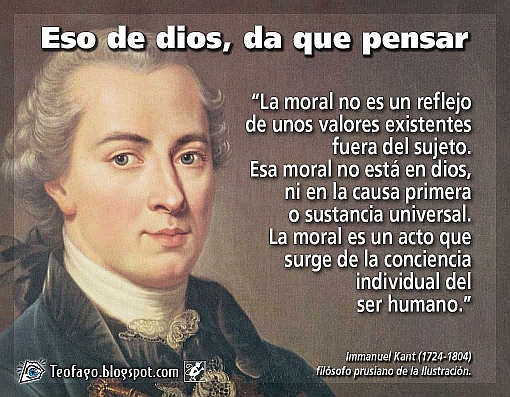 Eso de dios, da que pensar
“La moral no es un reflejo
de unos valores existentes
fuera del sujeto.
Esa moral no está en dios,
ni en la causa primera
o sustancia universal.
La moral es un acto que
surge de la conciencia
individual del
ser humano.”
Immanuel Kant (1724-1804)
filósofo prusiano de la Ilustración.
Teofago.blogspot.com